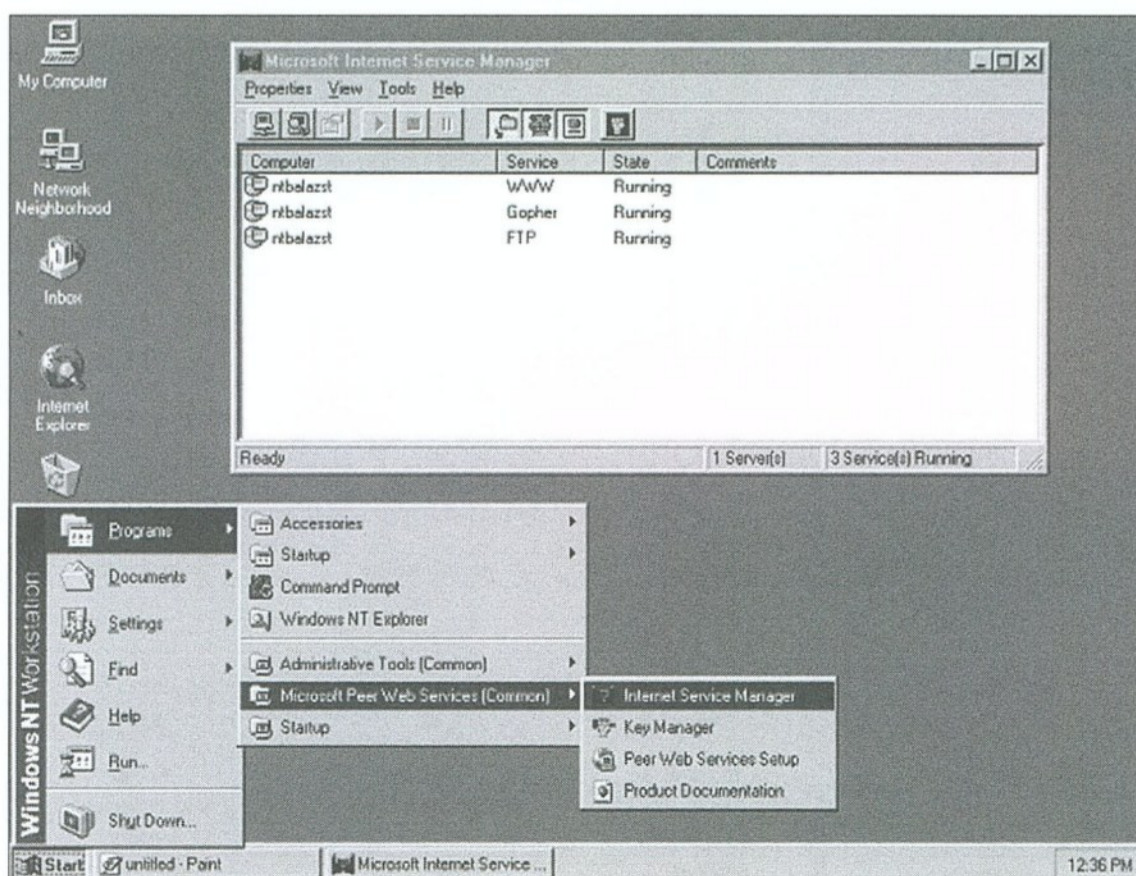 My Computer
Network
Neighborhood
Inbox
Internet
Explorer
Microsoft Internet Service Manager
Properties View Tools Help
Computer Service State Comments
ntbalazst WWW Running
ntbalazst Gopher Running
ntbalazst FTP Running
Ready 1 Server(s) 3 Service(s) Running
Windows NT Workstation
Programs
Documents
Settings
Find
Help
Run...
Shut Down...
Accessories
Startup
Command Prompt
Windows NT Explorer
Administrative Tools (Common)
Microsoft Peer Web Services (Common)
Startup
Internet Service Manager
Key Manager
Peer Web Services Setup
Product Documentation
Start untitled - Paint Microsoft Internet Service ... 12:36 PM